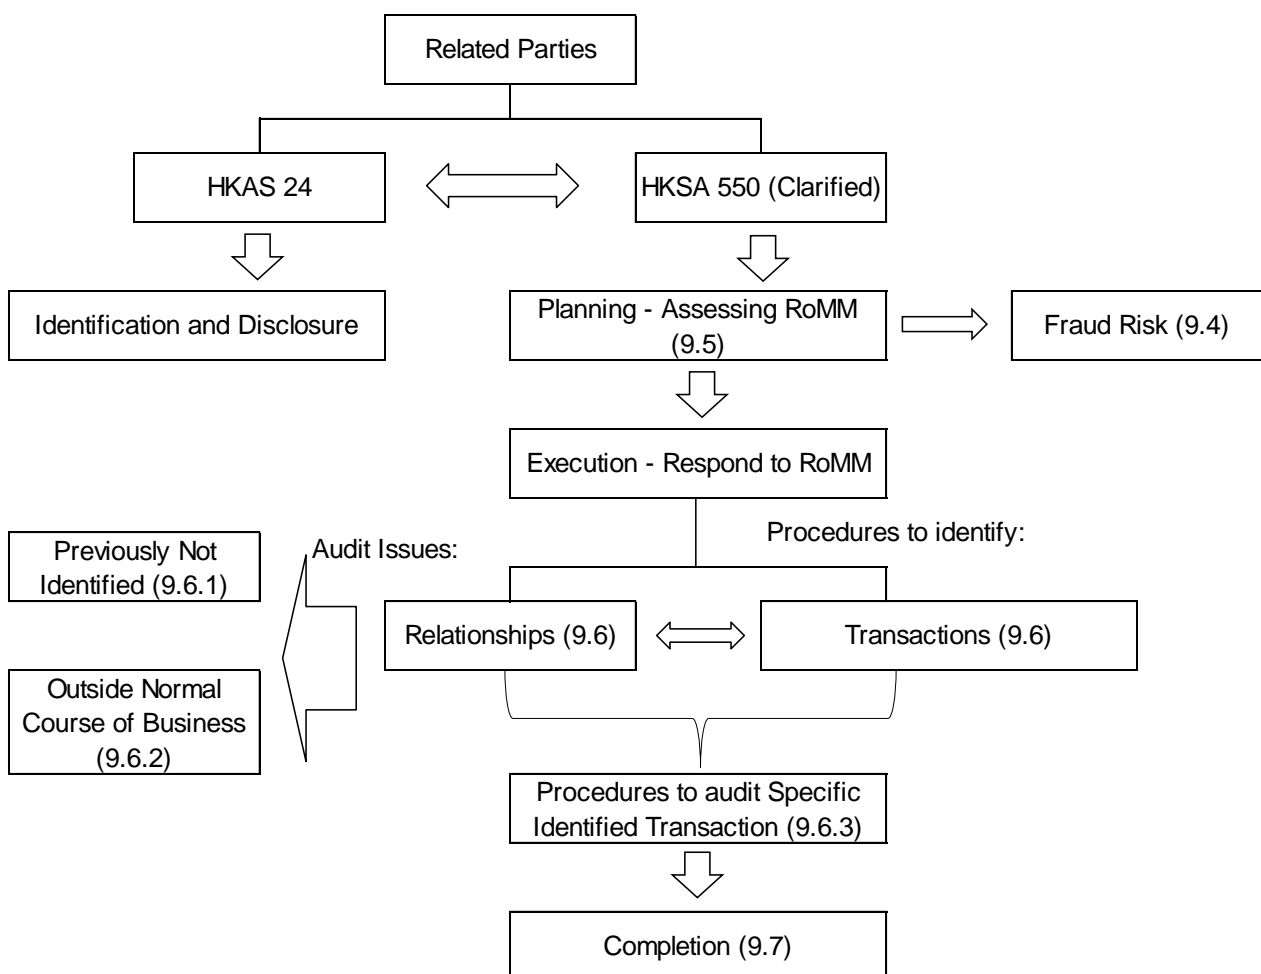 Related Parties
HKAS 24
HKSA 550 (Clarified)
Identification and Disclosure
Planning - Assessing RoMM
(9.5)
Fraud Risk (9.4)
Execution - Respond to RoMM
Procedures to identify:
Audit Issues:
Previously Not
Identified (9.6.1)
Relationships (9.6)
Transactions (9.6)
Outside Normal
Course of Business
(9.6.2)
Procedures to audit Specific
Identified Transaction (9.6.3)
Completion (9.7)